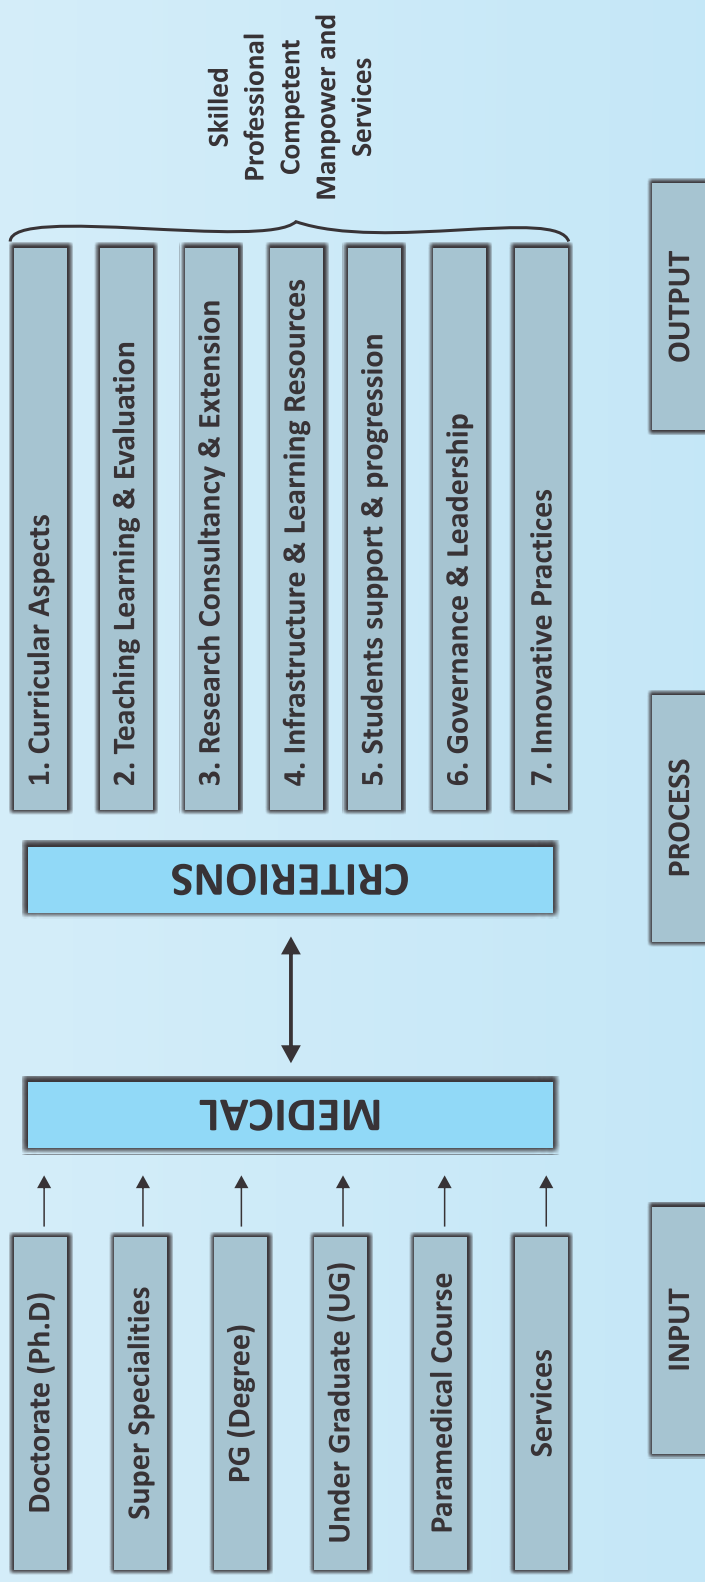 Doctorate (Ph.D)
Super Specialities
PG (Degree)
Under Graduate (UG)
Paramedical Course
Services
MEDICAL
CRITERIONS
1. Curricular Aspects
2. Teaching Learning & Evaluation
3. Research Consultancy & Extension
4. Infrastructure & Learning Resources
5. Students support & progression
6. Governance & Leadership
7. Innovative Practices
Skilled
Professional
Competent
Manpower and
Services
INPUT
PROCESS
OUTPUT